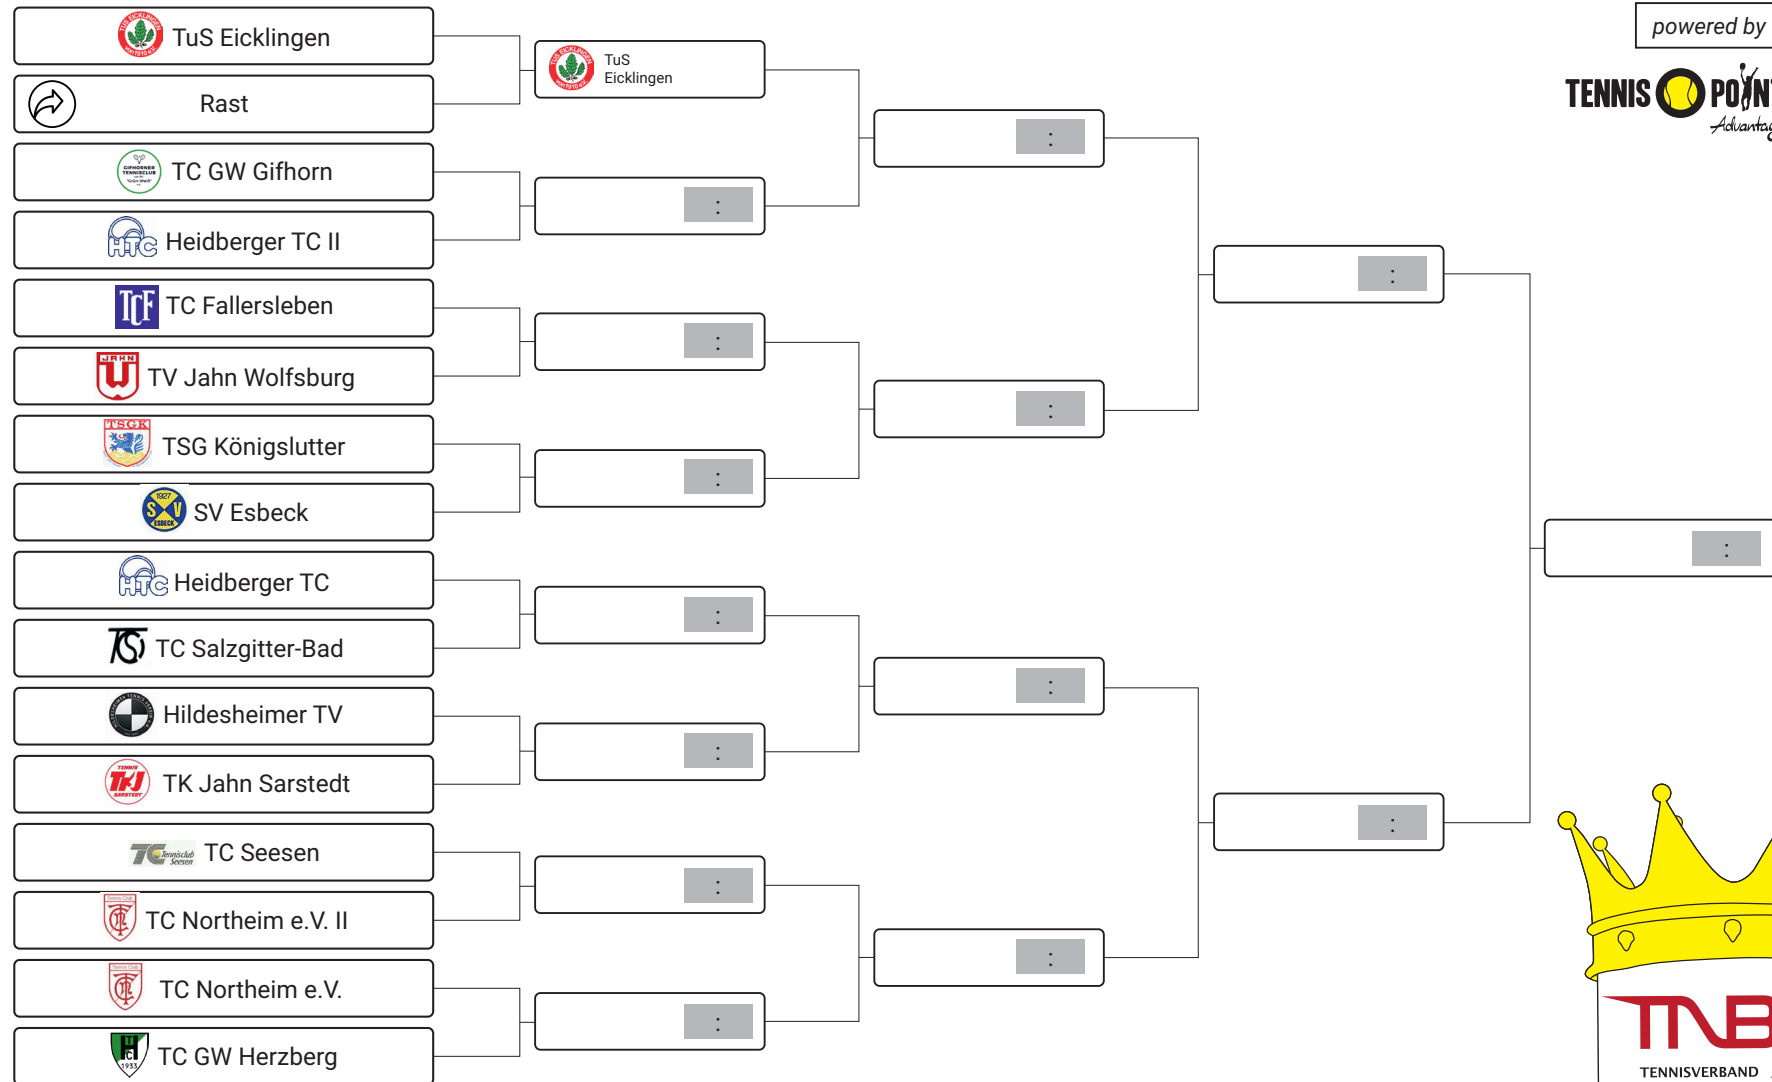 TuS Eicklingen
Rast
TC GW Gifhorn
Heidberger TC II
TC Fallersleben
TV Jahn Wolfsburg
TSG Königslutter
SV Esbeck
Heidberger TC
TC Salzgitter-Bad
Hildesheimer TV
TK Jahn Sarstedt
TC Seesen
TC Northeim e.V. II
TC Northeim e.V.
TC GW Herzberg
TuS
Eicklingen
:
:
:
:
:
:
:
:
:
:
:
:
:
:
powered by
TENNIS POINT
TNB
TENNISVERBAND